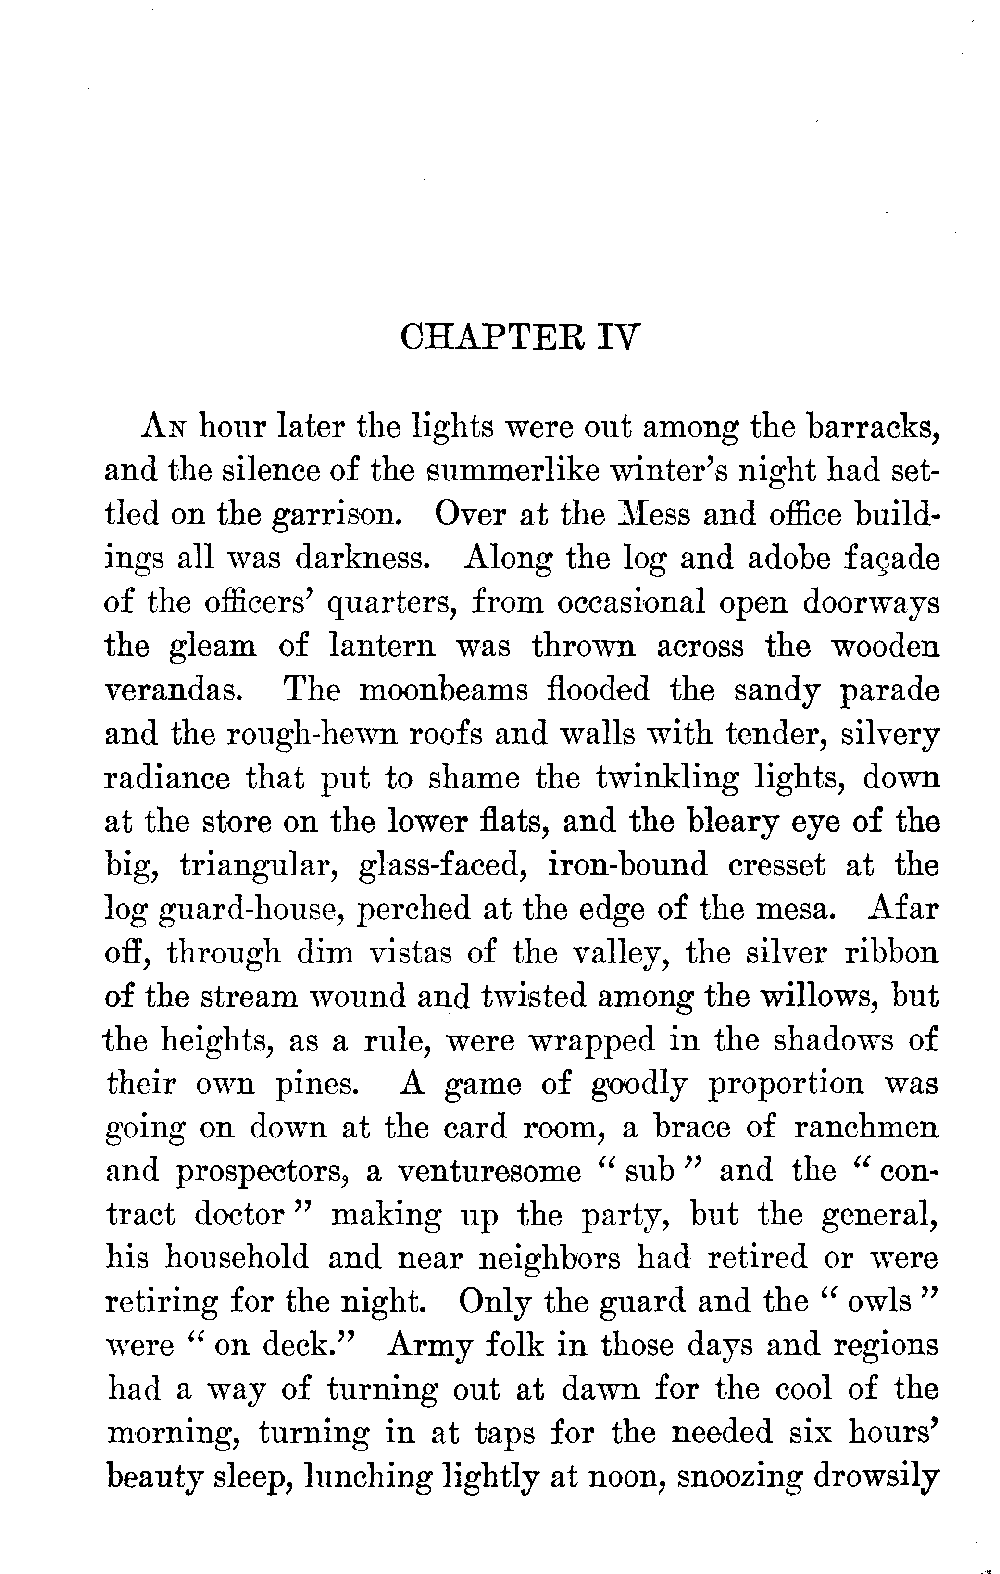 CHAPTER IV
An hour later the lights were out among the barracks,
and the silence of the summerlike winter's night had set-
tled on the garrison. Over at the Mess and office build-
ings all was darkness. Along the log and adobe façade
of the officers' quarters, from occasional open doorways
the gleam of lantern was thrown across the wooden
verandas. The moonbeams flooded the sandy parade
and the rough-hewn roofs and walls with tender, silvery
radiance that put to shame the twinkling lights, down
at the store on the lower flats, and the bleary eye of the
big, triangular, glass-faced, iron-bound cresset at the
log guard-house, perched at the edge of the mesa. Afar
off, through dim vistas of the valley, the silver ribbon
of the stream wound and twisted among the willows, but
the heights, as a rule, were wrapped in the shadows of
their own pines. A game of goodly proportion was
going on down at the card room, a brace of ranchmen
and prospectors, a venturesome " sub " and the " con-
tract doctor " making up the party, but the general,
his household and near neighbors had retired or were
retiring for the night. Only the guard and the " owls "
were " on deck." Army folk in those days and regions
had a way of turning out at dawn for the cool of the
morning, turning in at taps for the needed six hours'
beauty sleep, lunching lightly at noon, snoozing drowsily